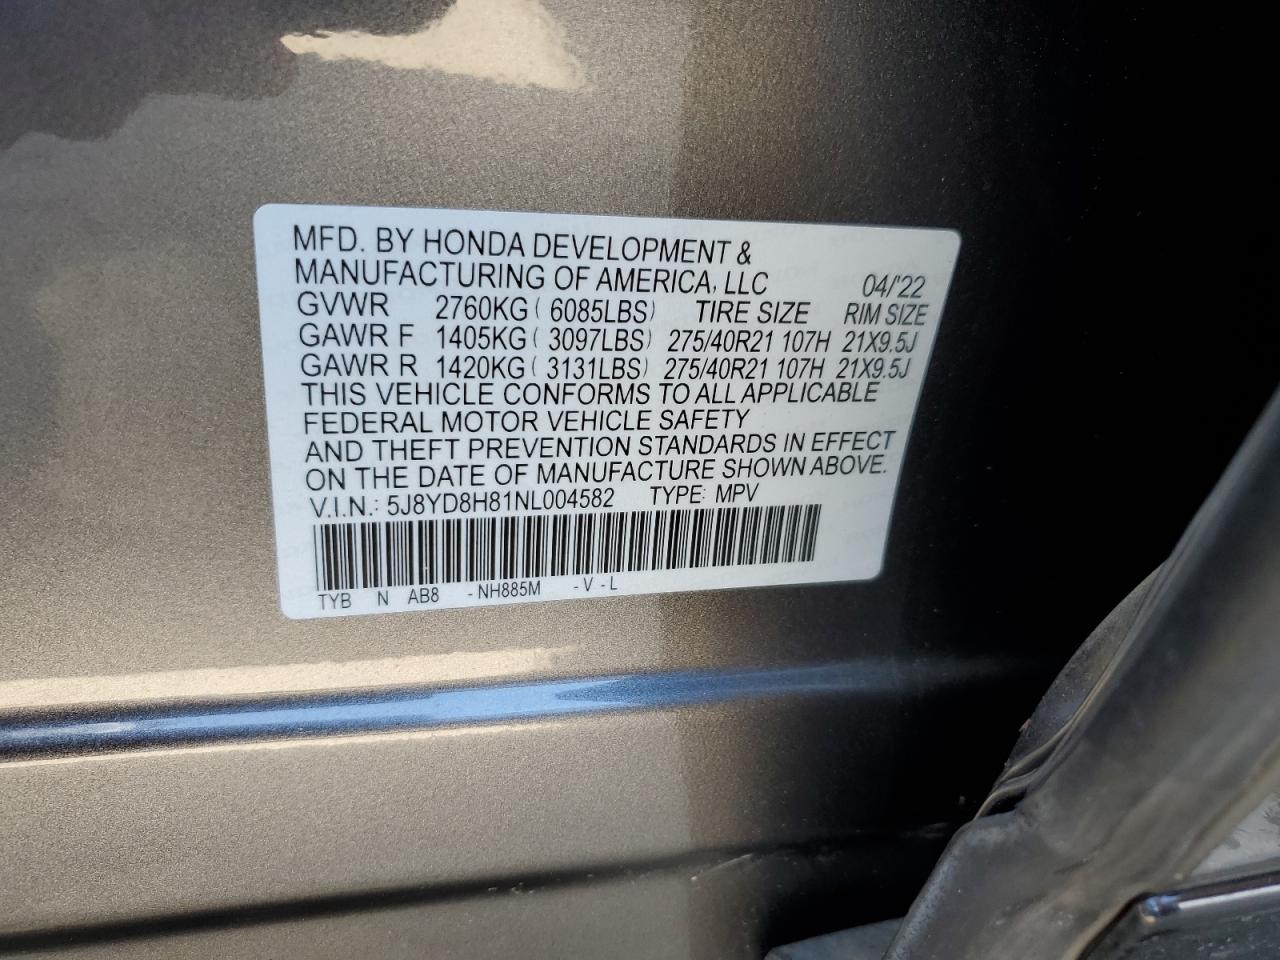 MFD. BY HONDA DEVELOPMENT &
MANUFACTURING OF AMERICA, LLC 04/'22
GVWR 2760KG ( 6085LBS) TIRE SIZE RIM SIZE
GAWR F 1405KG ( 3097LBS) 275/40R21 107H 21X9.5J
GAWR R 1420KG ( 3131LBS) 275/40R21 107H 21X9.5J
THIS VEHICLE CONFORMS TO ALL APPLICABLE
FEDERAL MOTOR VEHICLE SAFETY
AND THEFT PREVENTION STANDARDS IN EFFECT
ON THE DATE OF MANUFACTURE SHOWN ABOVE.
V.I.N.: 5J8YD8H81NL004582 TYPE: MPV
TYB N AB8 -NH885M -V-L